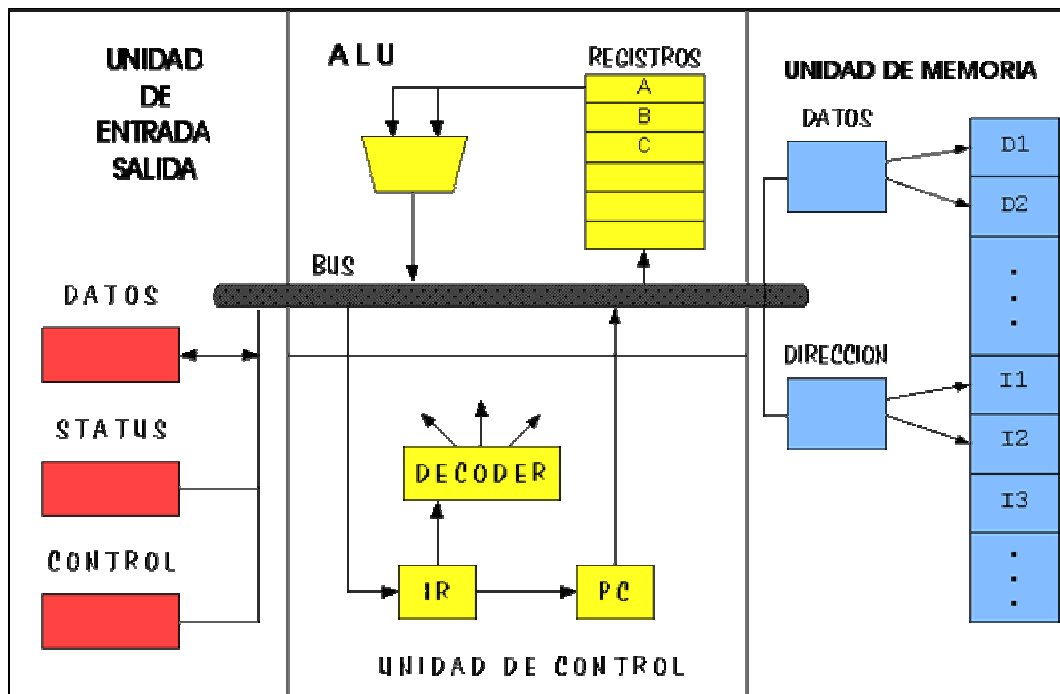 UNIDAD
DE
ENTRADA
SALIDA
DATOS
STATUS
CONTROL
ALU
REGISTROS
A
B
C
BUS
DECODER
IR
PC
UNIDAD DE CONTROL
UNIDAD DE MEMORIA
DATOS
DIRECCION
D1
D2
I1
I2
I3